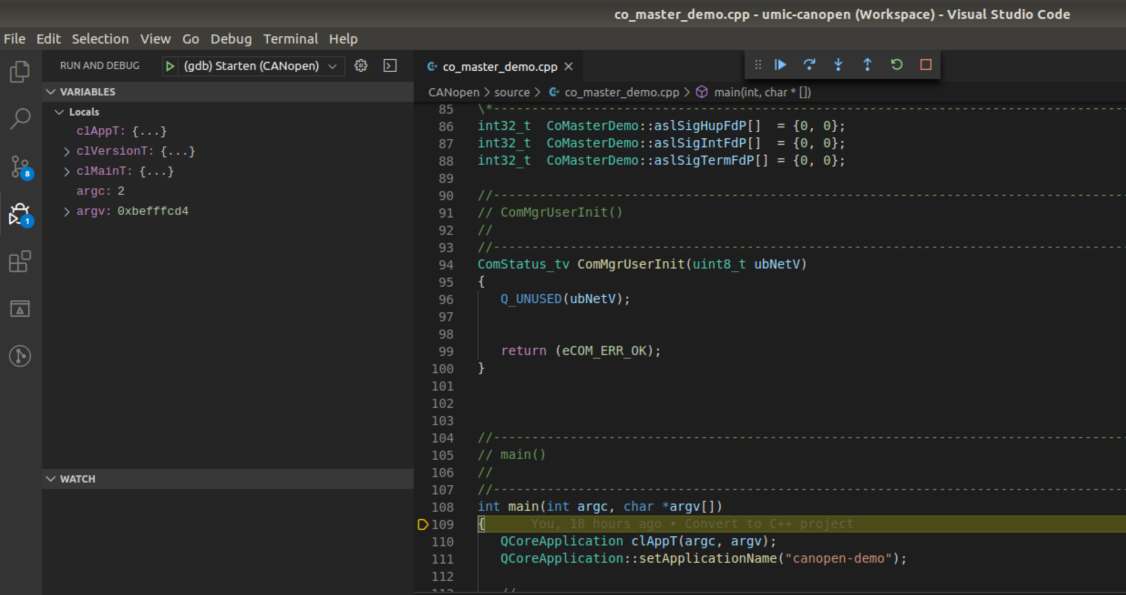 co_master_demo.cpp - umic-canopen (Workspace) - Visual Studio Code
File Edit Selection View Go Debug Terminal Help
RUN AND DEBUG (gdb) Starten (CANopen)
co_master_demo.cpp
CANopen > source > co_master_demo.cpp > main(int, char * [])
VARIABLES
Locals
clAppT: {...}
clVersionT: {...}
clMainT: {...}
argc: 2
argv: 0xbefffcd4
8
1
WATCH
85 \*----------------------------------------------------------------------------------
86 int32_t  CoMasterDemo::aslSigHupFdP[]  = {0, 0};
87 int32_t  CoMasterDemo::aslSigIntFdP[]  = {0, 0};
88 int32_t  CoMasterDemo::aslSigTermFdP[] = {0, 0};
89
90 //----------------------------------------------------------------------------------
91 // ComMgrUserInit()
92 //
93 //----------------------------------------------------------------------------------
94 ComStatus_tv ComMgrUserInit(uint8_t ubNetV)
95 {
96    Q_UNUSED(ubNetV);
97
98
99    return (eCOM_ERR_OK);
100 }
101
102
103
104 //----------------------------------------------------------------------------------
105 // main()
106 //
107 //----------------------------------------------------------------------------------
108 int main(int argc, char *argv[])
109 {      You, 18 hours ago • Convert to C++ project
110    QCoreApplication clAppT(argc, argv);
111    QCoreApplication::setApplicationName("canopen-demo");
112
113    //